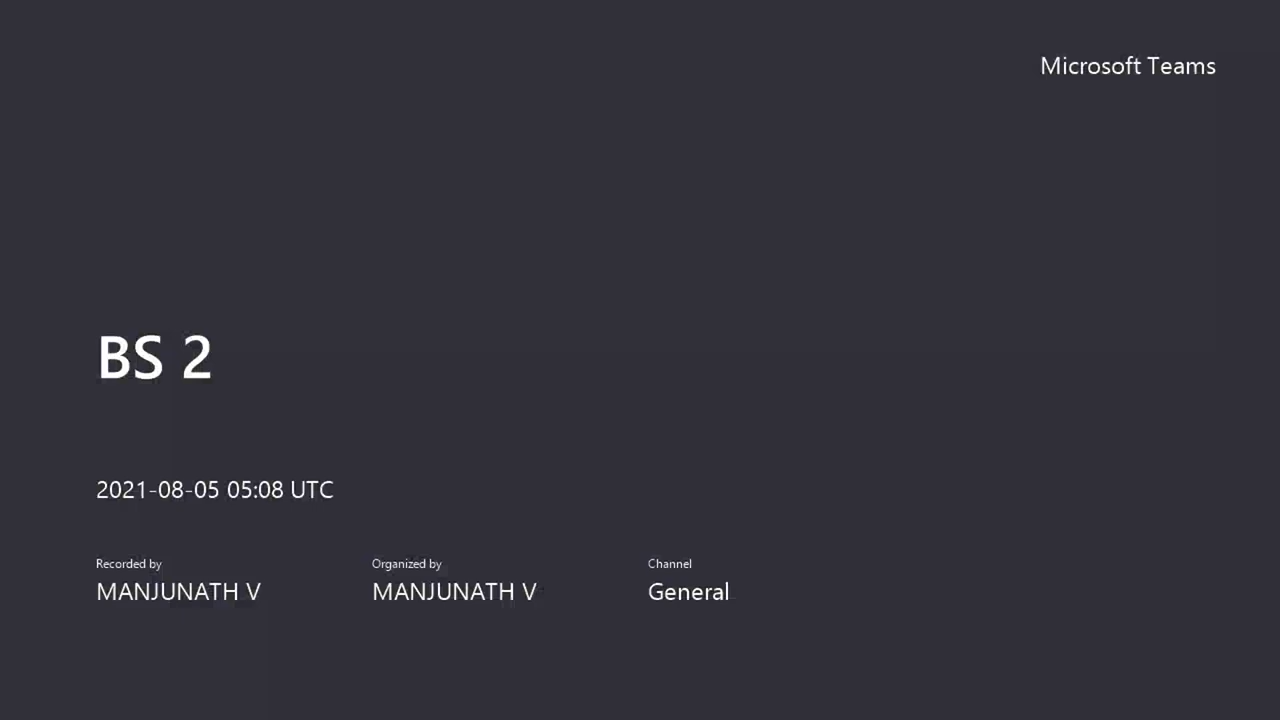 Microsoft Teams
BS 2
2021-08-05 05:08 UTC
Recorded by
MANJUNATH V
Organized by
MANJUNATH V
Channel
General